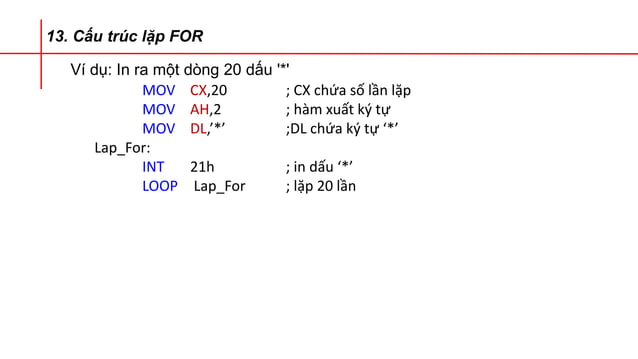 13. Cấu trúc lặp FOR
Ví dụ: In ra một dòng 20 dấu '*'
MOV CX,20 ; CX chứa số lần lặp
MOV AH,2 ; hàm xuất ký tự
MOV DL,’*’ ;DL chứa ký tự ‘*’
Lap_For:
INT 21h ; in dấu ‘*’
LOOP Lap_For ; lặp 20 lần